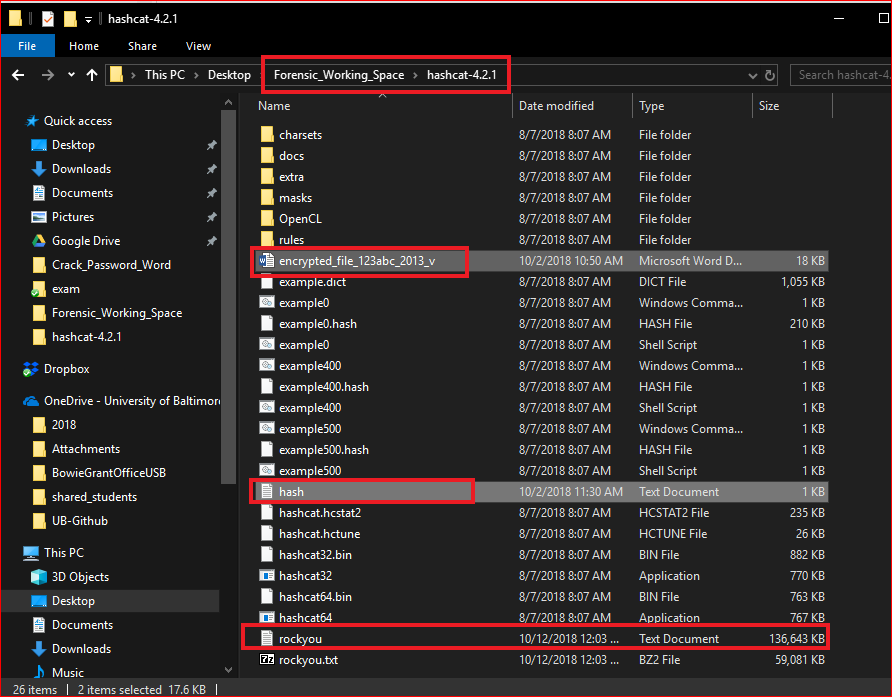 hashcat-4.2.1
File Home Share View
This PC Desktop Forensic_Working_Space hashcat-4.2.1 Search hashcat-4.
Name Date modified Type Size
Quick access
Desktop
Downloads
Documents
Pictures
Google Drive
Crack_Password_Word
exam
Forensic_Working_Space
hashcat-4.2.1
Dropbox
OneDrive - University of Baltimor
2018
Attachments
BowieGrantOfficeUSB
shared_students
UB-Github
This PC
3D Objects
Desktop
Documents
Downloads
Music
charsets 8/7/2018 8:07 AM File folder
docs 8/7/2018 8:07 AM File folder
extra 8/7/2018 8:07 AM File folder
masks 8/7/2018 8:07 AM File folder
OpenCL 8/7/2018 8:07 AM File folder
rules 8/7/2018 8:07 AM File folder
encrypted_file_123abc_2013_v 10/2/2018 10:50 AM Microsoft Word D... 18 KB
example.dict 8/7/2018 8:07 AM DICT File 1,055 KB
example0 8/7/2018 8:07 AM Windows Comma... 1 KB
example0.hash 8/7/2018 8:07 AM HASH File 210 KB
example0 8/7/2018 8:07 AM Shell Script 1 KB
example400 8/7/2018 8:07 AM Windows Comma... 1 KB
example400.hash 8/7/2018 8:07 AM HASH File 1 KB
example400 8/7/2018 8:07 AM Shell Script 1 KB
example500 8/7/2018 8:07 AM Windows Comma... 1 KB
example500.hash 8/7/2018 8:07 AM HASH File 1 KB
example500 8/7/2018 8:07 AM Shell Script 1 KB
hash 10/2/2018 11:30 AM Text Document 1 KB
hashcat.hcstat2 8/7/2018 8:07 AM HCSTAT2 File 235 KB
hashcat.hctune 8/7/2018 8:07 AM HCTUNE File 26 KB
hashcat32.bin 8/7/2018 8:07 AM BIN File 882 KB
hashcat32 8/7/2018 8:07 AM Application 770 KB
hashcat64.bin 8/7/2018 8:07 AM BIN File 763 KB
hashcat64 8/7/2018 8:07 AM Application 767 KB
rockyou 10/12/2018 12:03 ... Text Document 136,643 KB
rockyou.txt 10/12/2018 12:03 ... BZ2 File 59,081 KB
26 items 2 items selected 17.6 KB